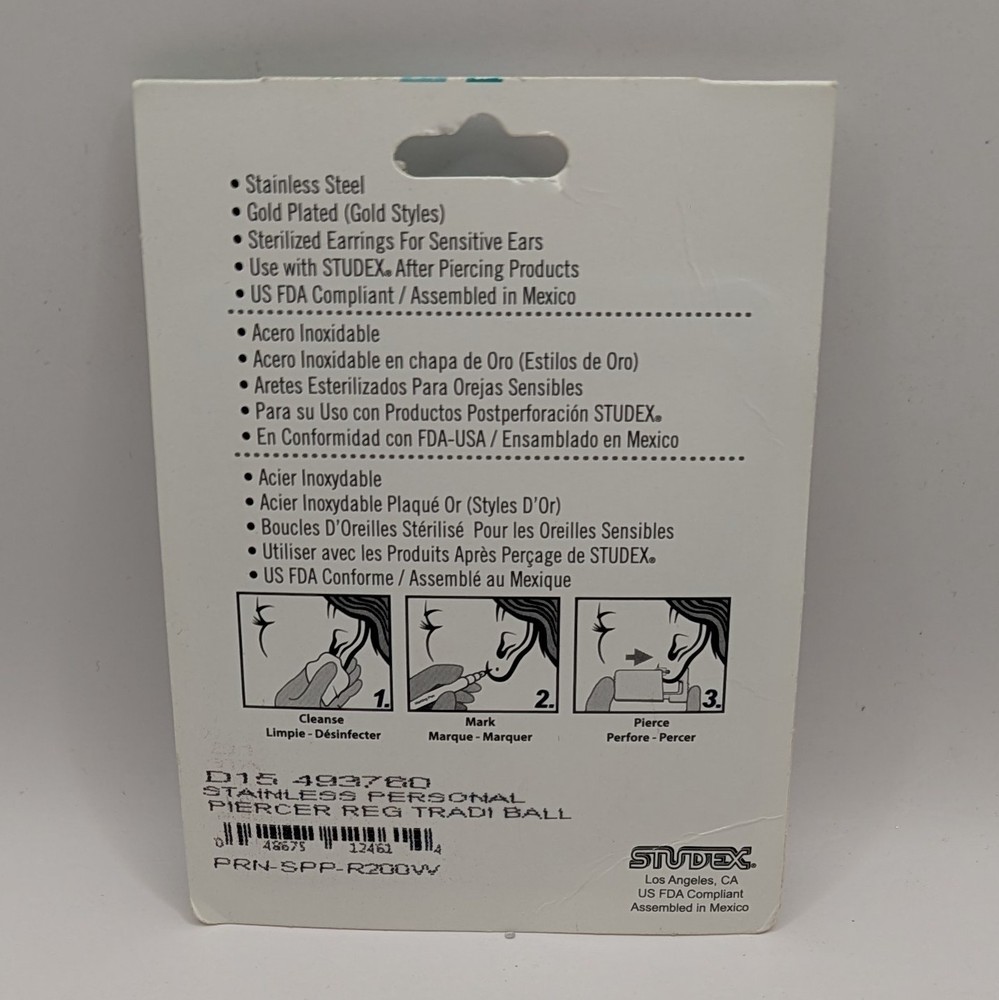 • Stainless Steel
• Gold Plated (Gold Styles)
• Sterilized Earrings For Sensitive Ears
• Use with STUDEX® After Piercing Products
• US FDA Compliant / Assembled in Mexico
• Acero Inoxidable
• Acero Inoxidable en chapa de Oro (Estilos de Oro)
• Aretes Esterilizados Para Orejas Sensibles
• Para su Uso con Productos Postperforación STUDEX®
• En Conformidad con FDA-USA / Ensamblado en Mexico
• Acier Inoxydable
• Acier Inoxydable Plaqué Or (Styles D'Or)
• Boucles D'Oreilles Stérilisé Pour les Oreilles Sensibles
• Utiliser avec les Produits Après Perçage de STUDEX®
• US FDA Conforme / Assemblé au Mexique
1.
Cleanse
Limpie - Désinfecter
2.
Mark
Marque - Marquer
3.
Pierce
Perfore - Percer
D15 493760
STAINLESS PERSONAL
PIERCER REG TRADI BALL
0 48675 12461 4
PRN-SPP-R200W
STUDEX®
Los Angeles, CA
US FDA Compliant
Assembled in Mexico